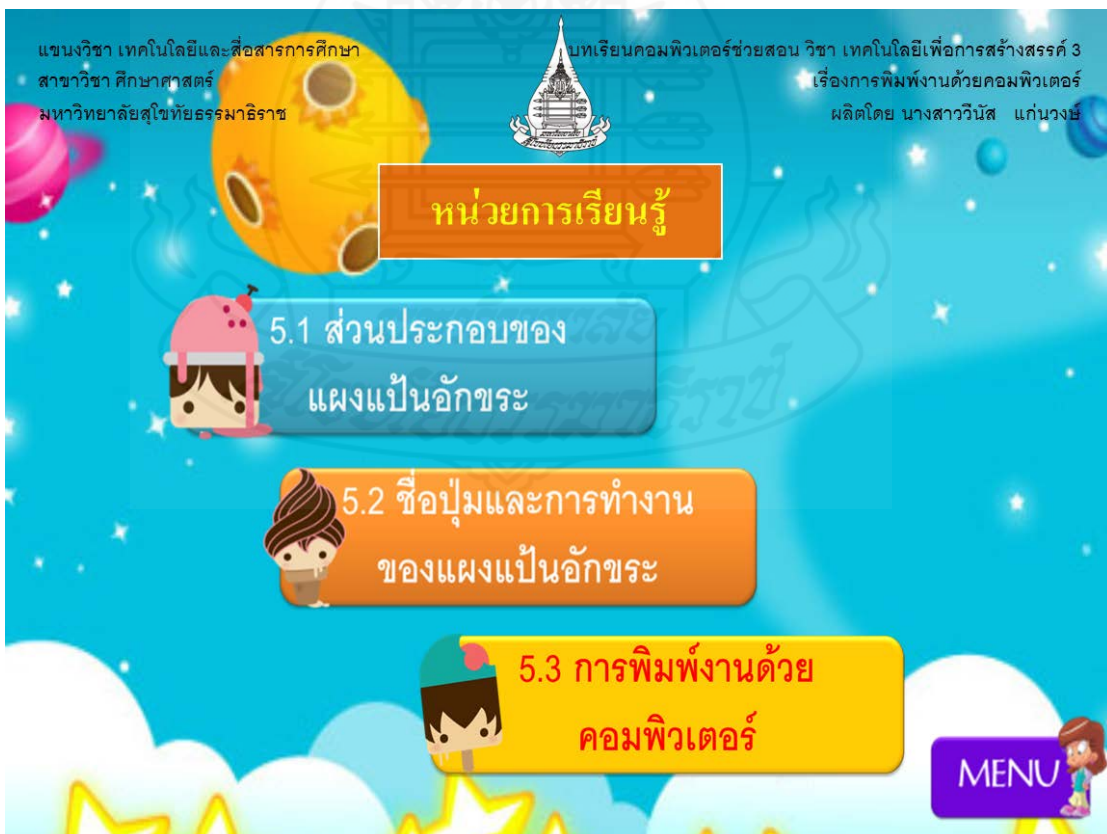 แขนงวิชา เทคโนโลยีและสื่อสารการศึกษา
สาขาวิชา ศึกษาศาสตร์
มหาวิทยาลัยสุโขทัยธรรมาธิราช
บทเรียนคอมพิวเตอร์ช่วยสอน วิชา เทคโนโลยีเพื่อการสร้างสรรค์ 3
เรื่องการพิมพ์งานด้วยคอมพิวเตอร์
ผลิตโดย นางสาววีนัส แก่นวงษ์
หน่วยการเรียนรู้
5.1 ส่วนประกอบของ
แผงแป้นอักขระ
5.2 ชื่อปุ่มและการทำงาน
ของแผงแป้นอักขระ
5.3 การพิมพ์งานด้วย
คอมพิวเตอร์
MENU